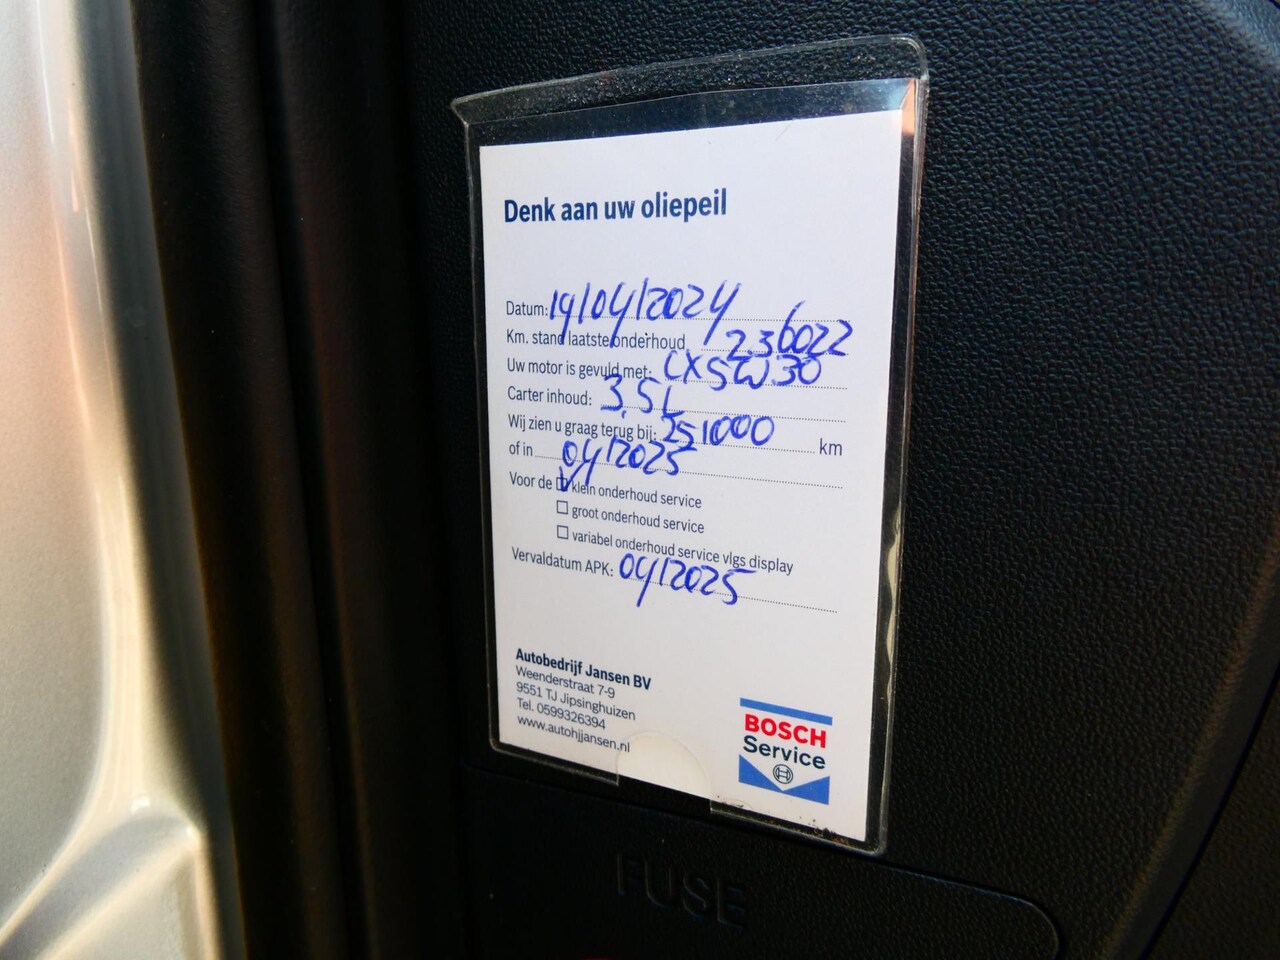 Denk aan uw oliepeil
Datum: 19/04/2024
Km. stand laatste onderhoud 236022
Uw motor is gevuld met: CX5W30
Carter inhoud: 3,5L
Wij zien u graag terug bij: 251000 km
of in 04/2025
Voor de klein onderhoud service
groot onderhoud service
variabel onderhoud service vlgs display
Vervaldatum APK: 04/2025
Autobedrijf Jansen BV
Weenderstraat 7-9
9551 TJ Jipsinghuizen
Tel. 0599326394
www.autohjjansen.nl
BOSCH
Service
FUSE